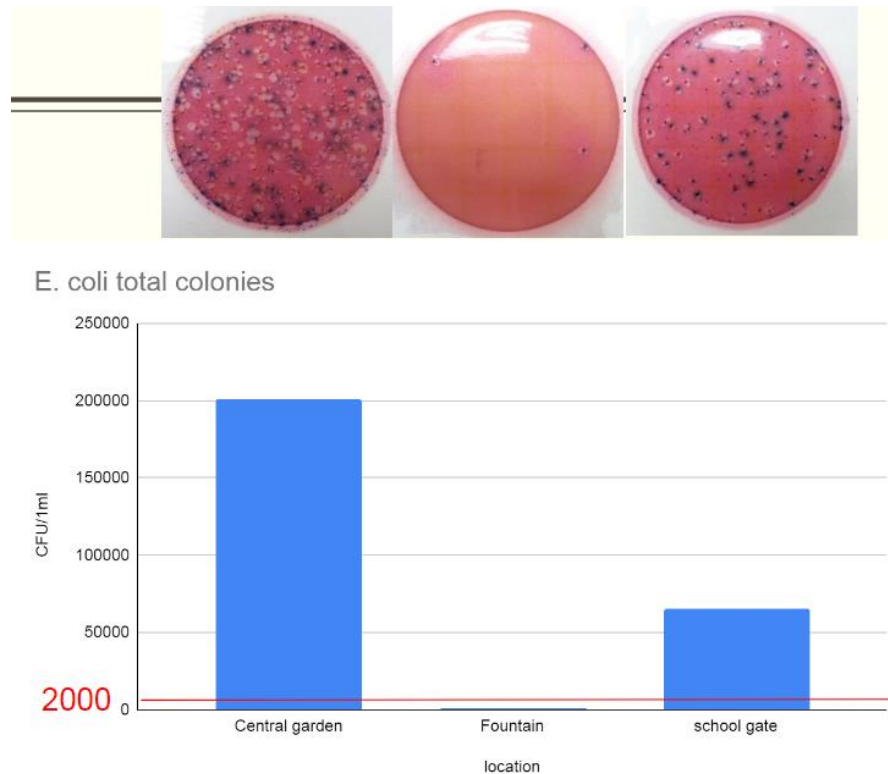 E. coli total colonies
250000
200000
150000
100000
50000
2000
0
CFU/1ml
Central garden
Fountain
school gate
location